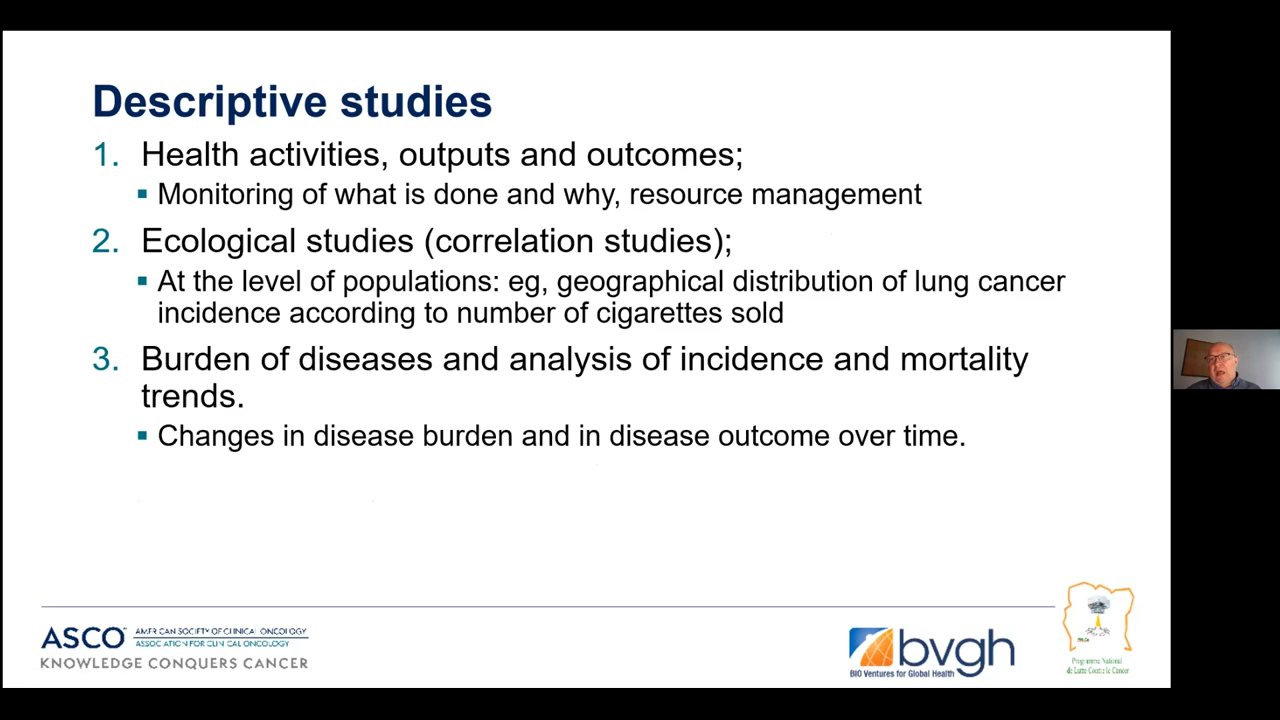 Descriptive studies
1. Health activities, outputs and outcomes;
▪ Monitoring of what is done and why, resource management
2. Ecological studies (correlation studies);
▪ At the level of populations: eg, geographical distribution of lung cancer
incidence according to number of cigarettes sold
3. Burden of diseases and analysis of incidence and mortality
trends.
▪ Changes in disease burden and in disease outcome over time.
ASCO AMERICAN SOCIETY OF CLINICAL ONCOLOGY
ASSOCIATION FOR CLINICAL ONCOLOGY
KNOWLEDGE CONQUERS CANCER
bvgh
BIO Ventures for Global Health
Programme National
de Lutte Contre le Cancer